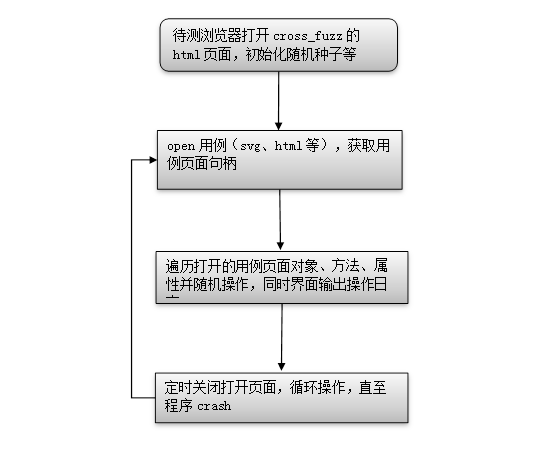 待测浏览器打开 cross_fuzz 的
html 页面，初始化随机种子等
open 用例（svg、html 等），获取用
例页面句柄
遍历打开的用例页面对象、方法、属
性并随机操作，同时界面输出操作日
定时关闭打开页面，循环操作，直至
程序 crash